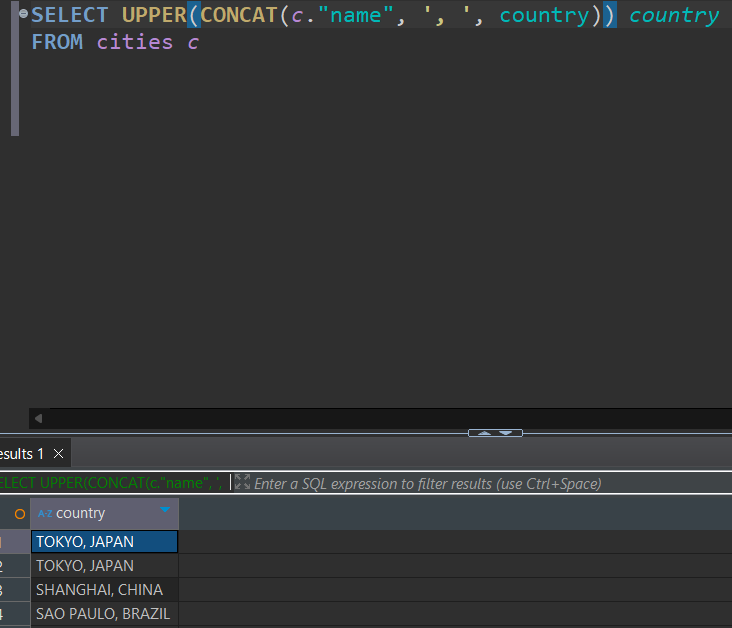 SELECT UPPER(CONCAT(c."name", ', ', country)) country
FROM cities c
esults 1
ELECT UPPER(CONCAT(c."name", ',
Enter a SQL expression to filter results (use Ctrl+Space)
A-Z country
1 TOKYO, JAPAN
2 TOKYO, JAPAN
3 SHANGHAI, CHINA
4 SAO PAULO, BRAZIL